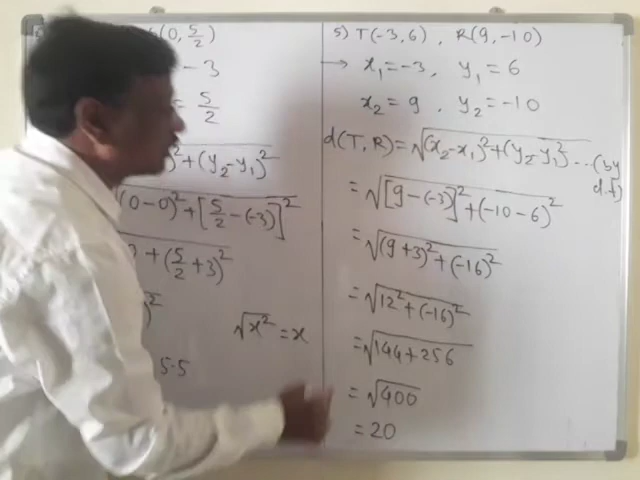 (0, 5/2)
- 3
= 5/2
)² + (y₂-y₁)²
(0-0)² + [5/2 - (-3)]²
+ (5/2 + 3)²
)²
√x² = x
5.5
5) T(-3,6) , R(9,-10)
→ x₁ = -3 , y₁ = 6
x₂ = 9 , y₂ = -10
d(T, R) = √(x₂-x₁)² + (y₂-y₁)² ... (by d.f)
= √[9-(-3)]² + (-10-6)²
= √(9+3)² + (-16)²
= √12² + (-16)²
= √144 + 256
= √400
= 20